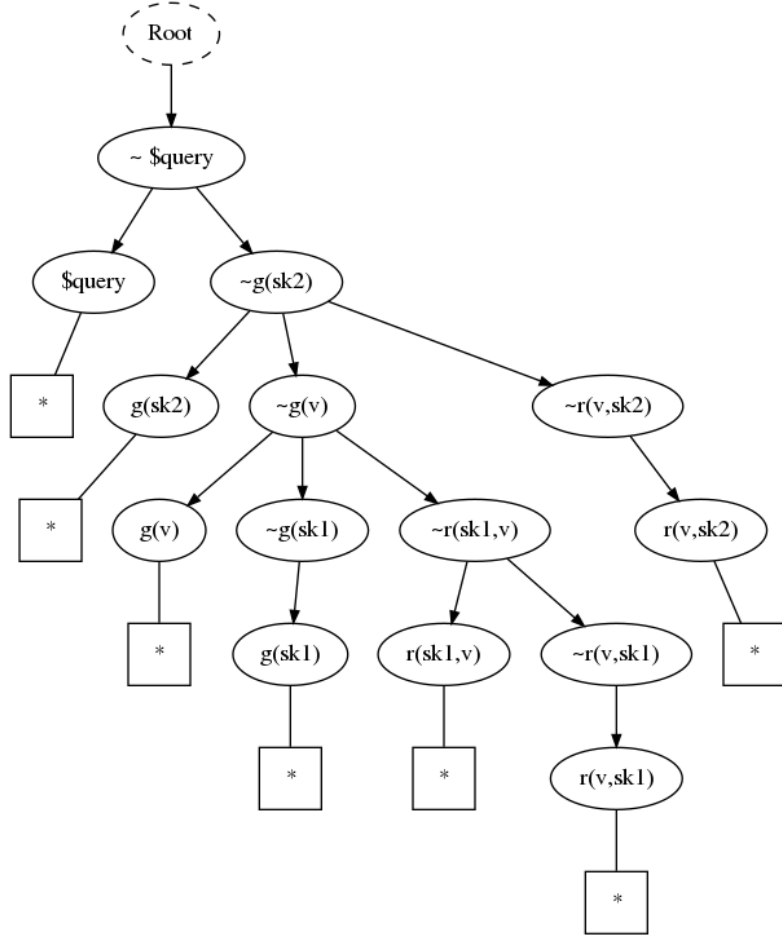 Root
~ $query
$query
~g(sk2)
*
g(sk2)
~g(v)
~r(v,sk2)
*
g(v)
~g(sk1)
~r(sk1,v)
r(v,sk2)
*
g(sk1)
r(sk1,v)
~r(v,sk1)
*
*
*
r(v,sk1)
*